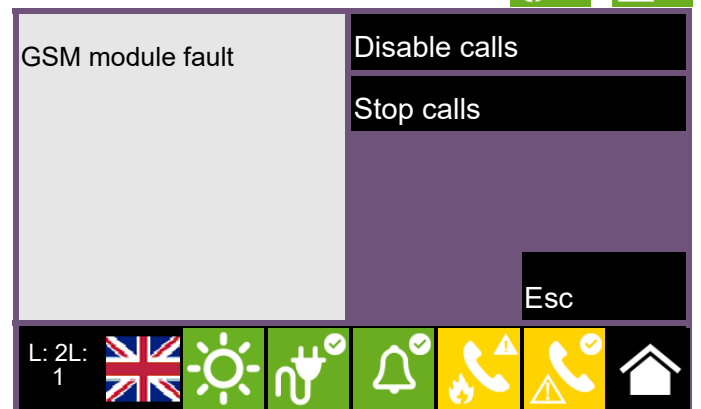 GSM module fault
Disable calls
Stop calls
Esc
L: 2L:
1